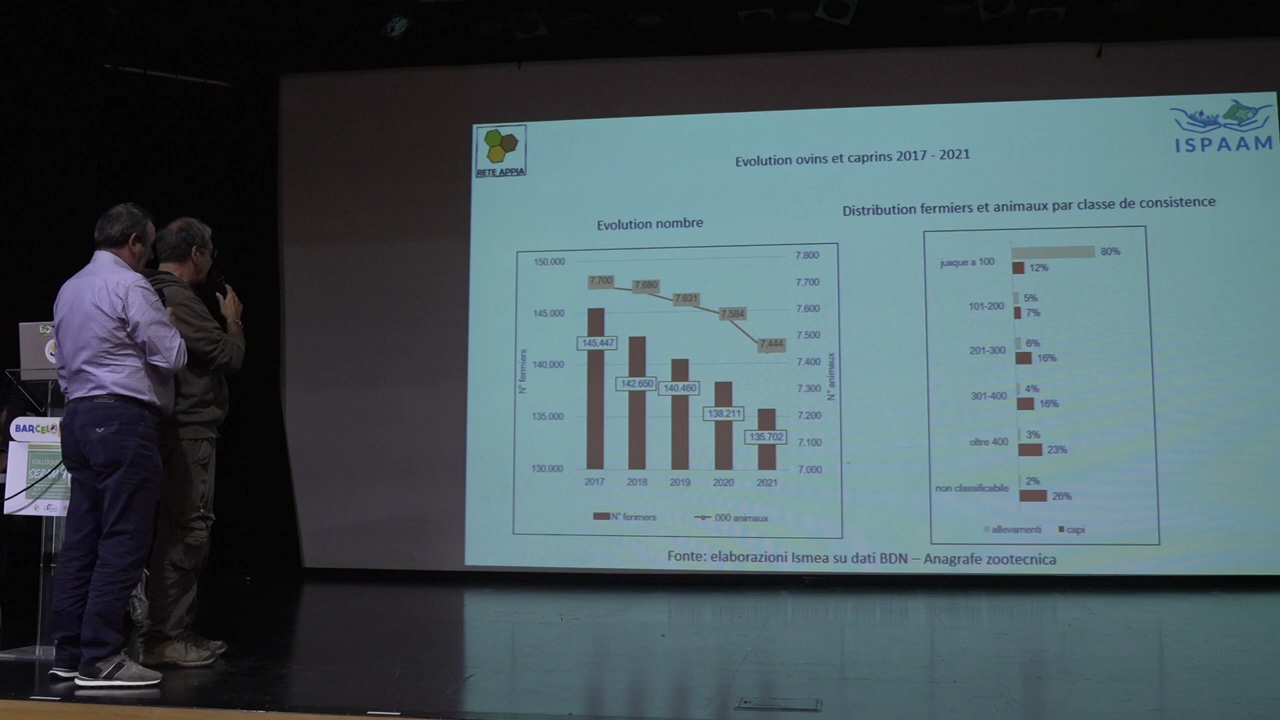 RETE APPIA
Evolution ovins et caprins 2017 - 2021
ISPAAM
Evolution nombre
150.000
145.000
140.000
135.000
130.000
N° fermiers
7.700
7.680
7.631
7.584
7.444
145.447
142.650
140.460
138.211
135.702
7.800
7.700
7.600
7.500
7.400
7.300
7.200
7.100
7.000
N° animaux
2017 2018 2019 2020 2021
N° ferimers .000 animaux
Distribution fermiers et animaux par classe de consistence
jusque a 100 80%
12%
101-200 5%
7%
201-300 6%
16%
301-400 4%
16%
oltre 400 3%
23%
non classificabile 2%
26%
allevamenti capi
Fonte: elaborazioni Ismea su dati BDN – Anagrafe zootecnica